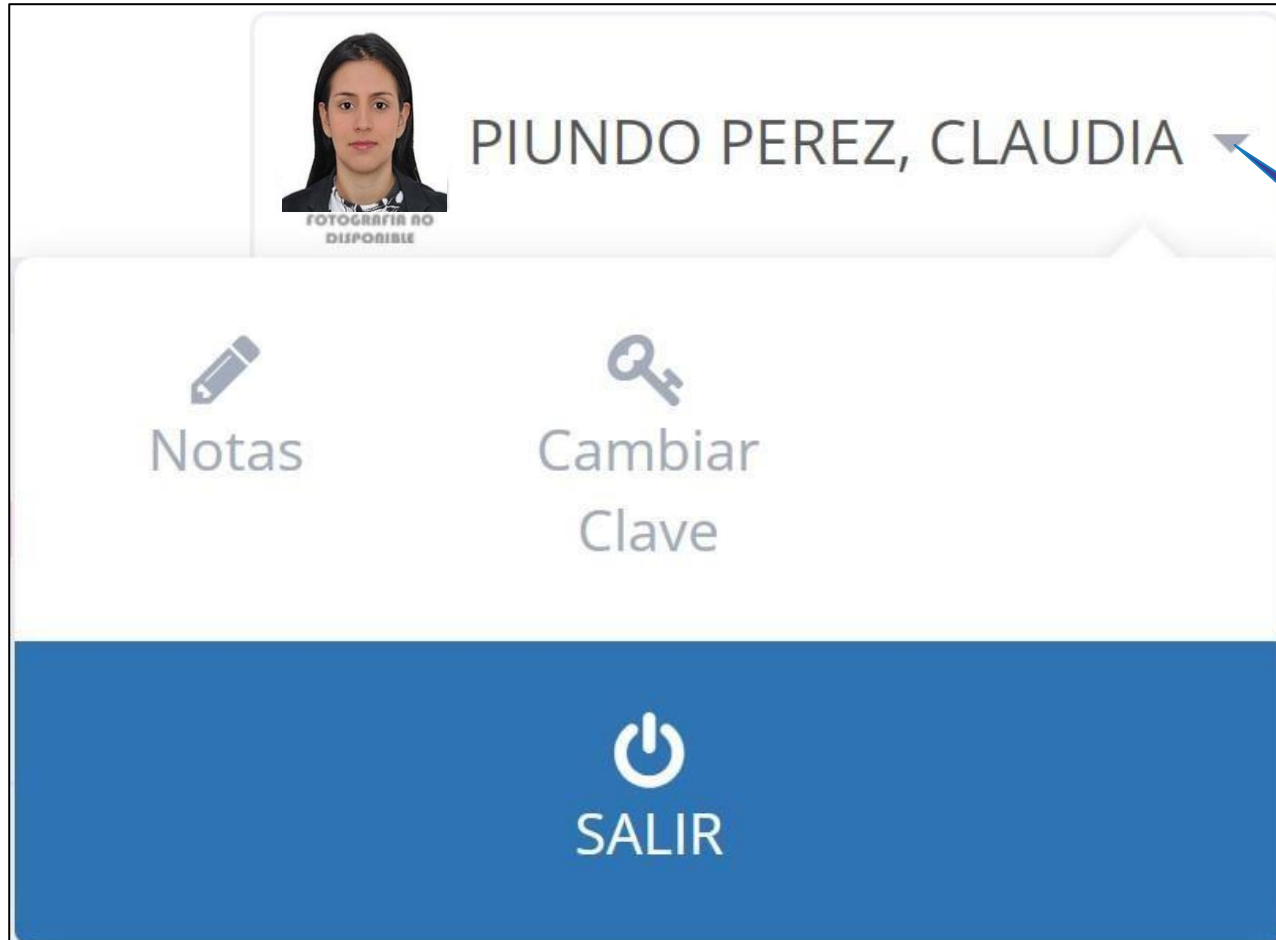 PIUNDO PEREZ, CLAUDIA
FOTOGRAFIA NO
DISPONIBLE
Notas
Cambiar
Clave
SALIR